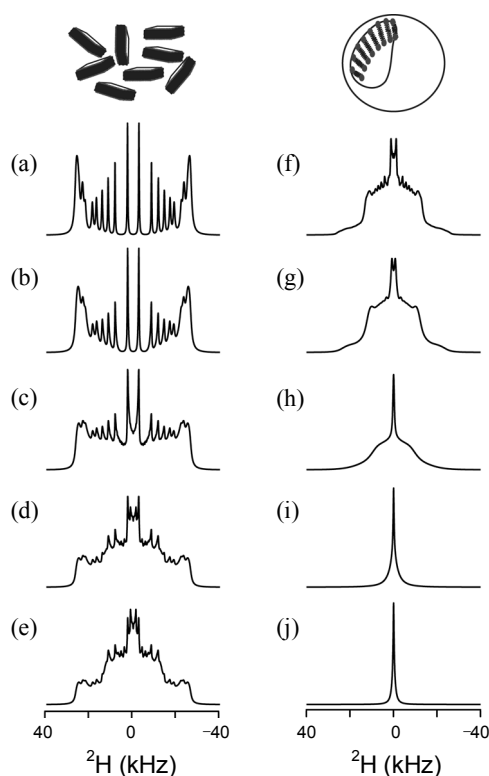 (a)
(b)
(c)
(d)
(e)
40 0 −40
²H (kHz)
(f)
(g)
(h)
(i)
(j)
40 0 −40
²H (kHz)